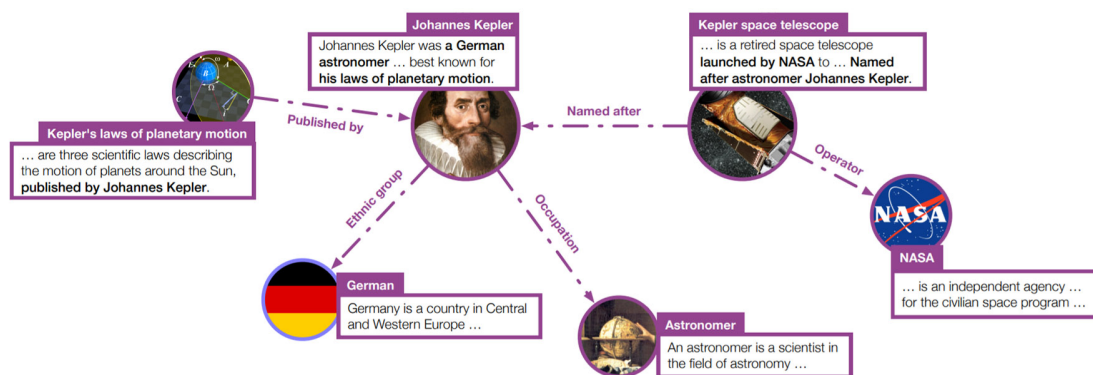 Johannes Kepler
Johannes Kepler was a German
astronomer … best known for
his laws of planetary motion.
Kepler space telescope
… is a retired space telescope
launched by NASA to … Named
after astronomer Johannes Kepler.
Published by
Named after
Kepler's laws of planetary motion
… are three scientific laws describing
the motion of planets around the Sun,
published by Johannes Kepler.
Operator
Ethnic group
Occupation
NASA
NASA
… is an independent agency …
for the civilian space program …
German
Germany is a country in Central
and Western Europe …
Astronomer
An astronomer is a scientist in
the field of astronomy …